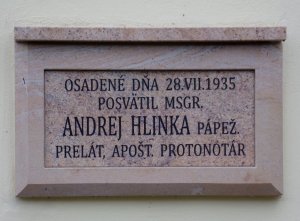 OSADENÉ DŇA 28.VII.1935
POSVÄTIL MSGR.
ANDREJ HLINKA PÁPEŽ.
PRELÁT, APOŠT. PROTONOTÁR